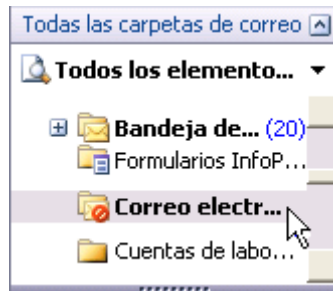 Todas las carpetas de correo
Todos los elemento...
Bandeja de... (20)
Formularios InfoP...
Correo electr...
Cuentas de labo...